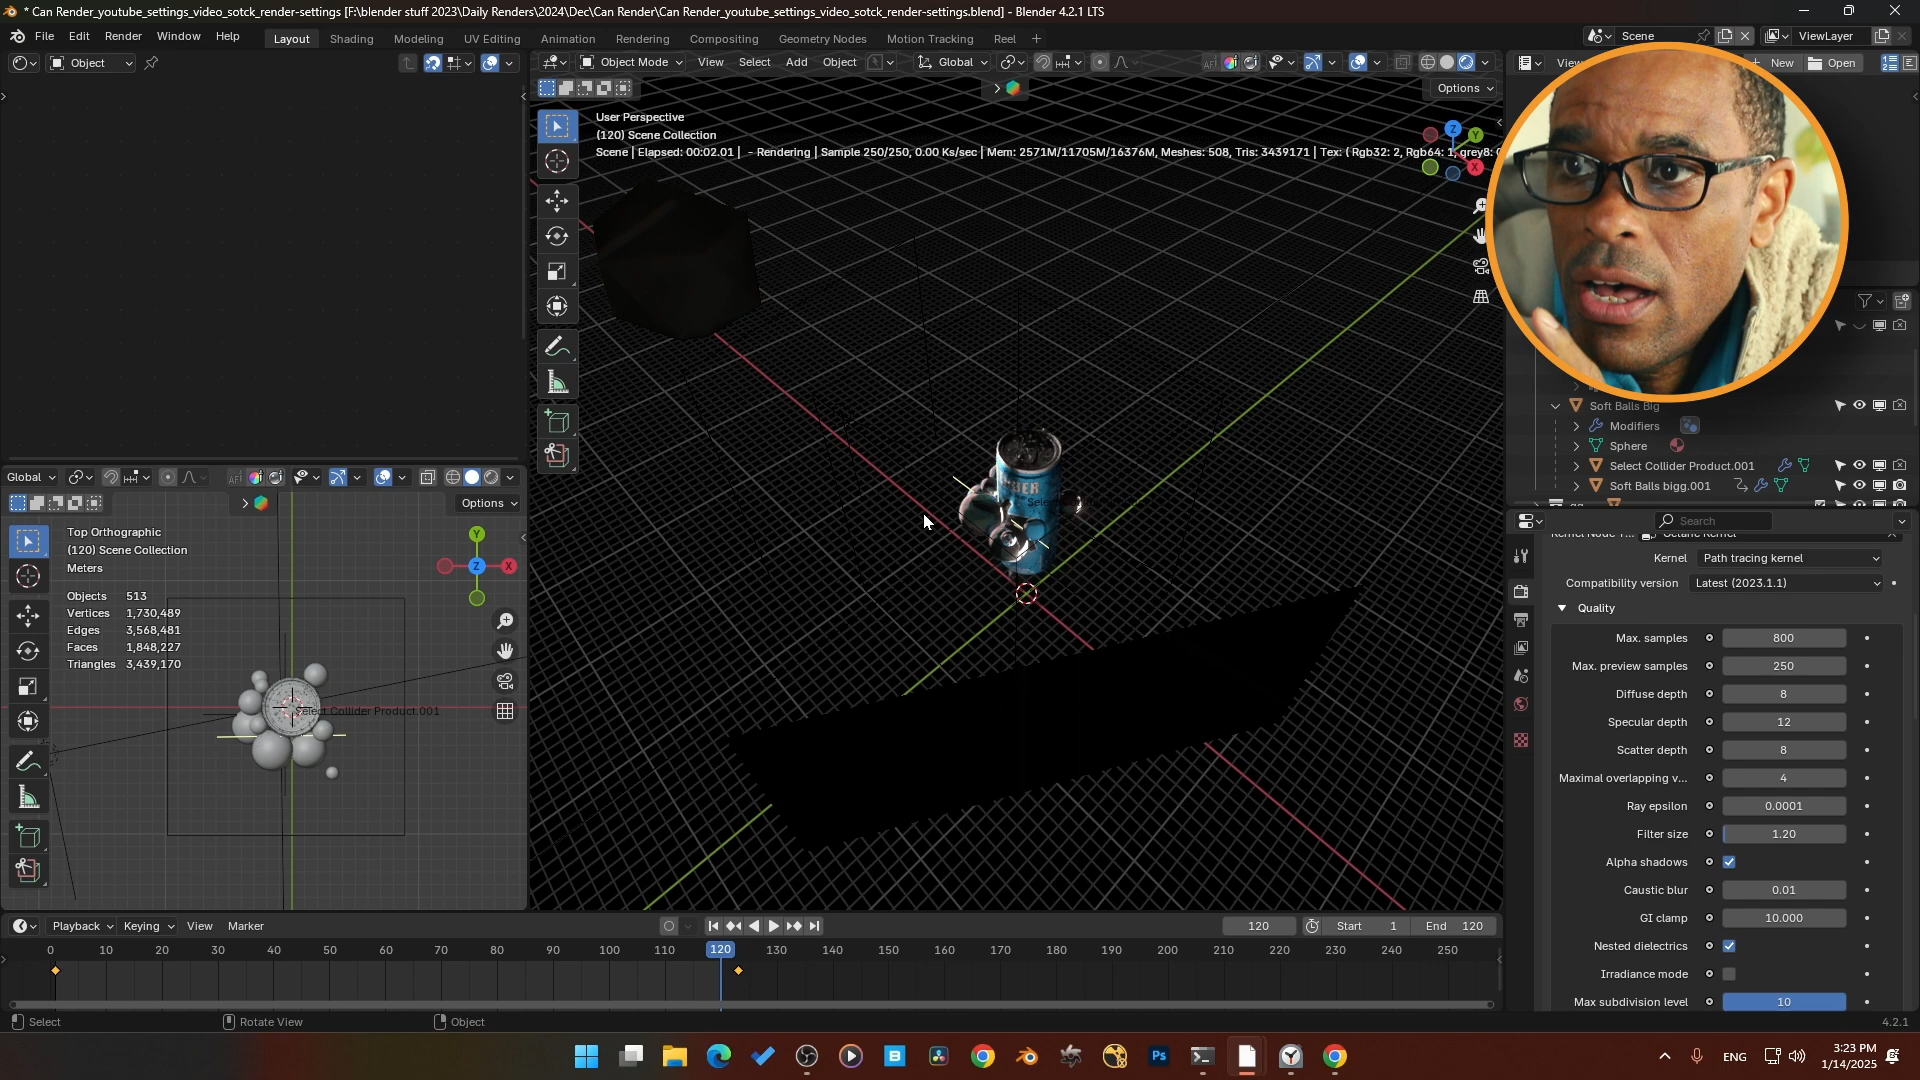 * Can Render_youtube_settings_video_sotck_render-settings [F:\blender stuff 2023\Daily Renders\2024\Dec\Can Render\Can Render_youtube_settings_video_sotck_render-settings.blend] - Blender 4.2.1 LTS
File Edit Render Window Help
Layout Shading Modeling UV Editing Animation Rendering Compositing Geometry Nodes Motion Tracking Reel
Scene
ViewLayer
Object
Object Mode View Select Add Object Global
New Open
Options
User Perspective
(120) Scene Collection
Scene | Elapsed: 00:02.01 | - Rendering | Sample 250/250, 0.00 Ks/sec | Mem: 2571M/11705M/16376M, Meshes: 508, Tris: 3439171 | Tex: ( Rgb32: 2, Rgb64: 1, grey8:
Z
Y
X
Soft Balls Big
Modifiers
Sphere
Select Collider Product.001
Soft Balls bigg.001
Global
Options
Top Orthographic
(120) Scene Collection
Meters
Objects 513
Vertices 1,730,489
Edges 3,568,481
Faces 1,848,227
Triangles 3,439,170
Y
Z
X
Select Collider Product.001
Search
Kernel Path tracing kernel
Compatibility version Latest (2023.1.1)
Quality
Max. samples 800
Max. preview samples 250
Diffuse depth 8
Specular depth 12
Scatter depth 8
Maximal overlapping v... 4
Ray epsilon 0.0001
Filter size 1.20
Alpha shadows
Caustic blur 0.01
GI clamp 10.000
Nested dielectrics
Irradiance mode
Max subdivision level 10
Playback Keying View Marker
120 Start 1 End 120
0 10 20 30 40 50 60 70 80 90 100 110 120 130 140 150 160 170 180 190 200 210 220 230 240 250
Select Rotate View Object
4.2.1
Ps
ENG
3:23 PM
1/14/2025